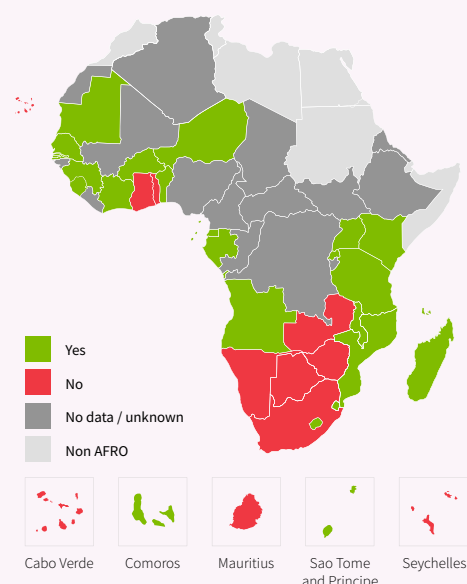 Yes
No
No data / unknown
Non AFRO
Cabo Verde
Comoros
Mauritius
Sao Tome
and Principe
Seychelles